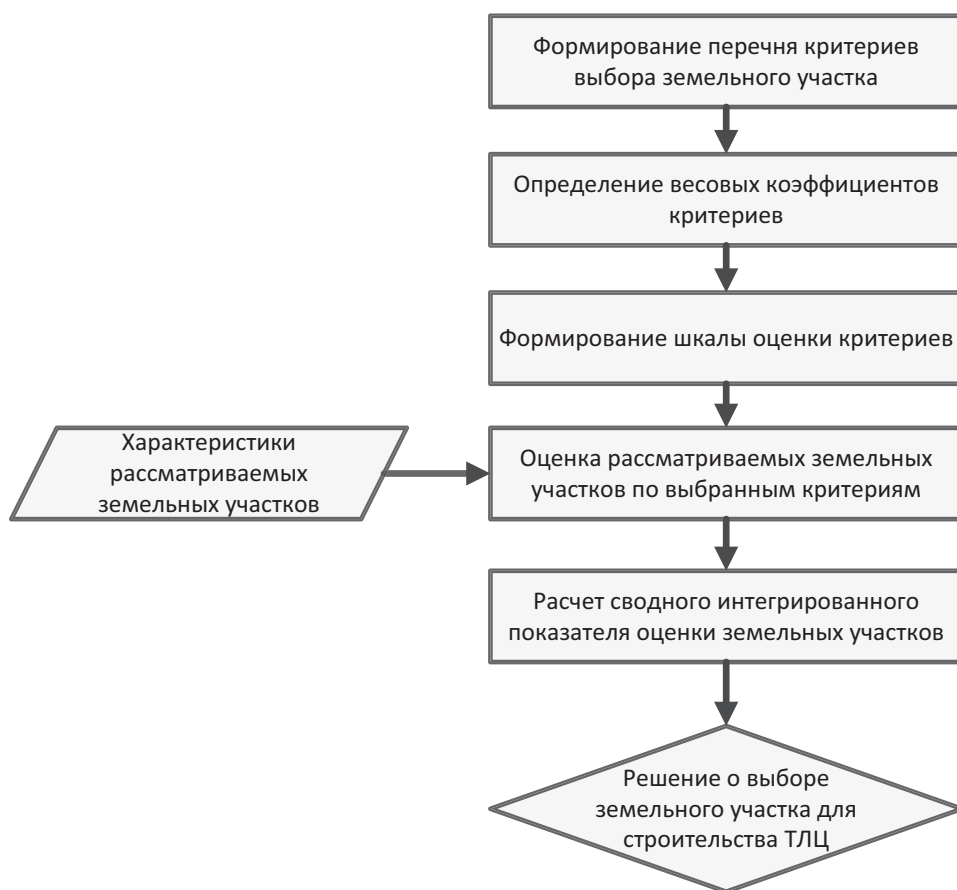 Формирование перечня критериев
выбора земельного участка
Определение весовых коэффициентов
критериев
Формирование шкалы оценки критериев
Характеристики
рассматриваемых
земельных участков
Оценка рассматриваемых земельных
участков по выбранным критериям
Расчет сводного интегрированного
показателя оценки земельных участков
Решение о выборе
земельного участка для
строительства ТЛЦ